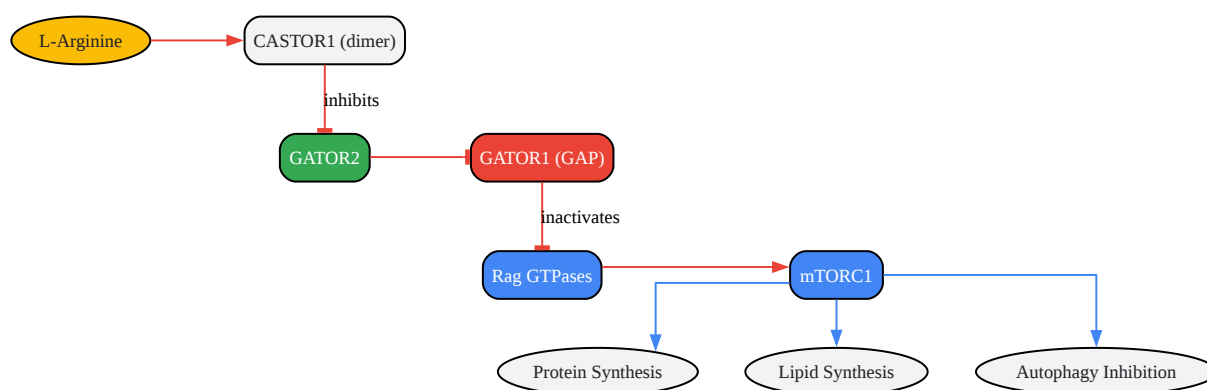 L-Arginine
CASTOR1 (dimer)
inhibits
GATOR2
GATOR1 (GAP)
inactivates
Rag GTPases
mTORC1
Protein Synthesis
Lipid Synthesis
Autophagy Inhibition